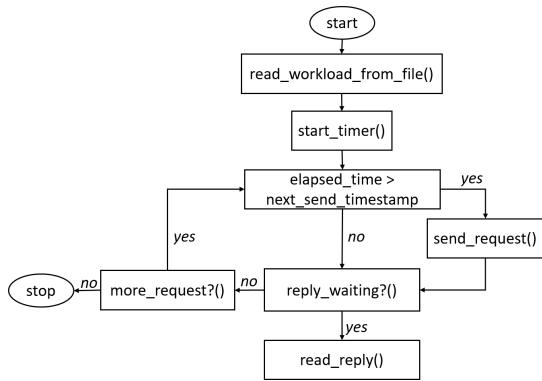 start
read_workload_from_file()
start_timer()
elapsed_time >
next_send_timestamp
yes
send_request()
yes
no
stop
no
more_request?()
no
reply_waiting?()
yes
read_reply()